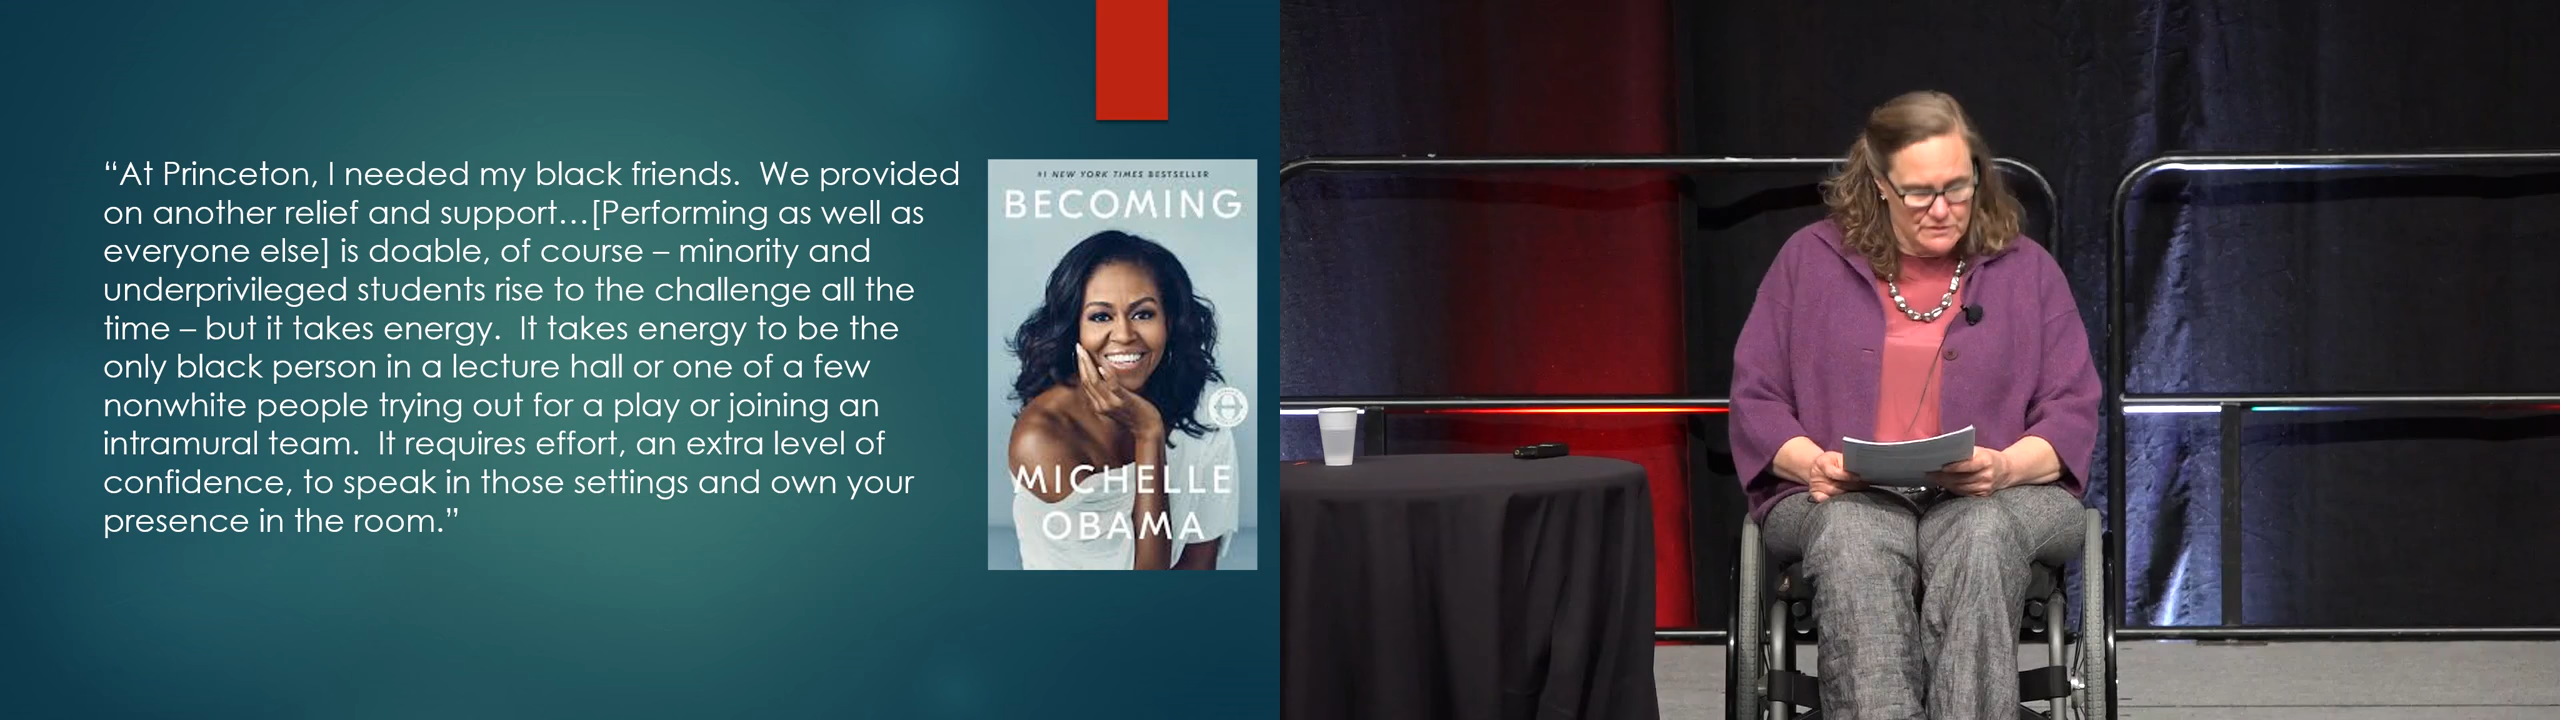 “At Princeton, I needed my black friends.  We provided
on another relief and support…[Performing as well as
everyone else] is doable, of course – minority and
underprivileged students rise to the challenge all the
time – but it takes energy.  It takes energy to be the
only black person in a lecture hall or one of a few
nonwhite people trying out for a play or joining an
intramural team.  It requires effort, an extra level of
confidence, to speak in those settings and own your
presence in the room.”
#1 NEW YORK TIMES BESTSELLER
BECOMING
MICHELLE
OBAMA